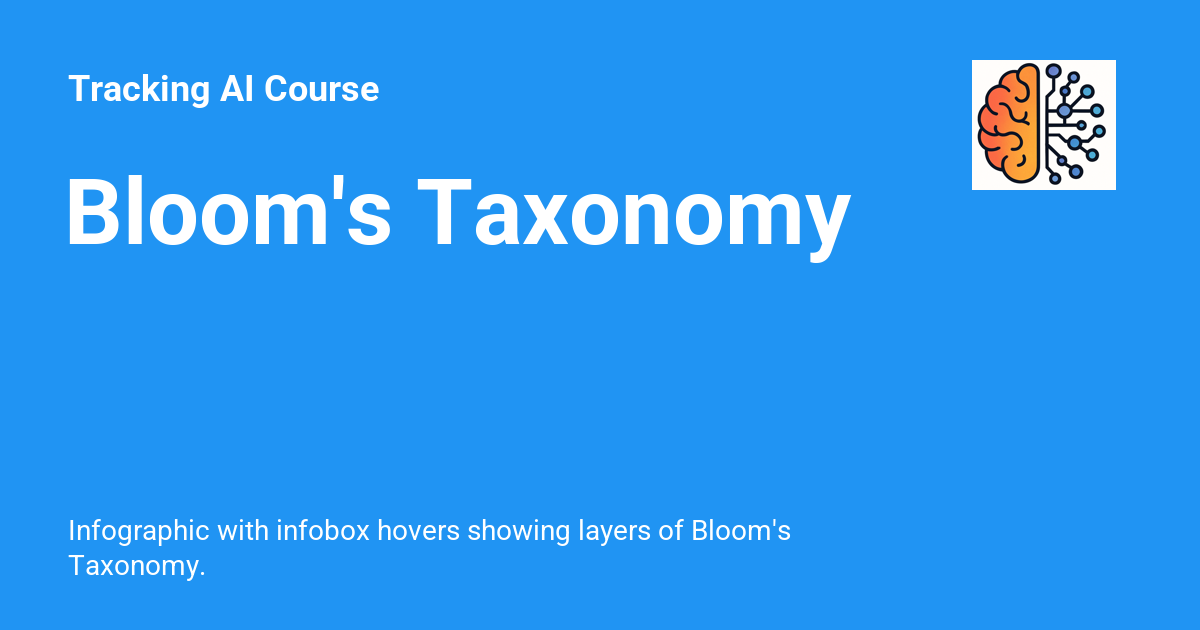 Tracking AI Course
Bloom's Taxonomy
Infographic with infobox hovers showing layers of Bloom's
Taxonomy.